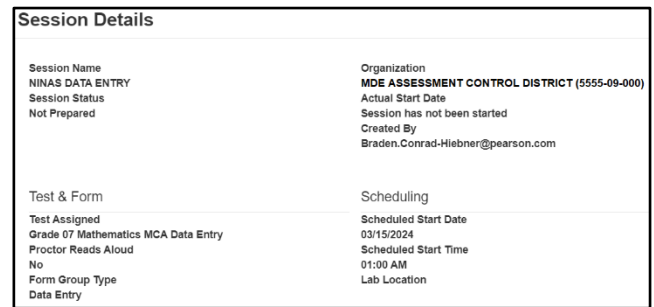 Session Details
Session Name
NINAS DATA ENTRY
Session Status
Not Prepared
Organization
MDE ASSESSMENT CONTROL DISTRICT (5555-09-000)
Actual Start Date
Session has not been started
Created By
Braden.Conrad-Hiebner@pearson.com
Test & Form
Test Assigned
Grade 07 Mathematics MCA Data Entry
Proctor Reads Aloud
No
Form Group Type
Data Entry
Scheduling
Scheduled Start Date
03/15/2024
Scheduled Start Time
01:00 AM
Lab Location